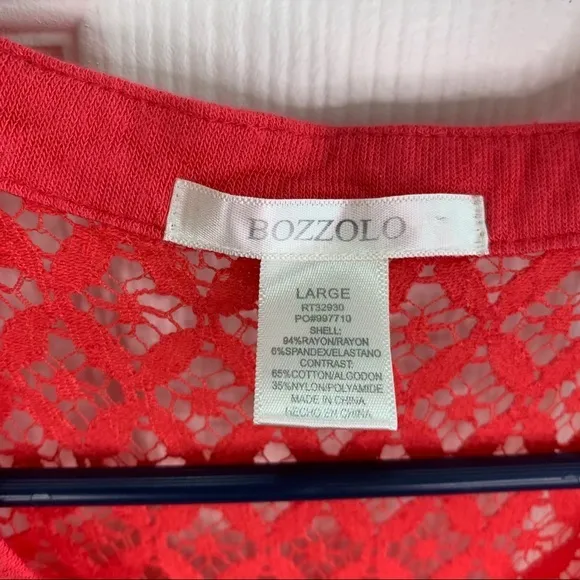 BOZZOLO
LARGE
RT32930
PO#997710
SHELL:
94%RAYON/RAYON
6%SPANDEX/ELASTANO
CONTRAST:
65%COTTON/ALGODON
35%NYLON/POLYAMIDE
MADE IN CHINA
HECHO EN CHINA